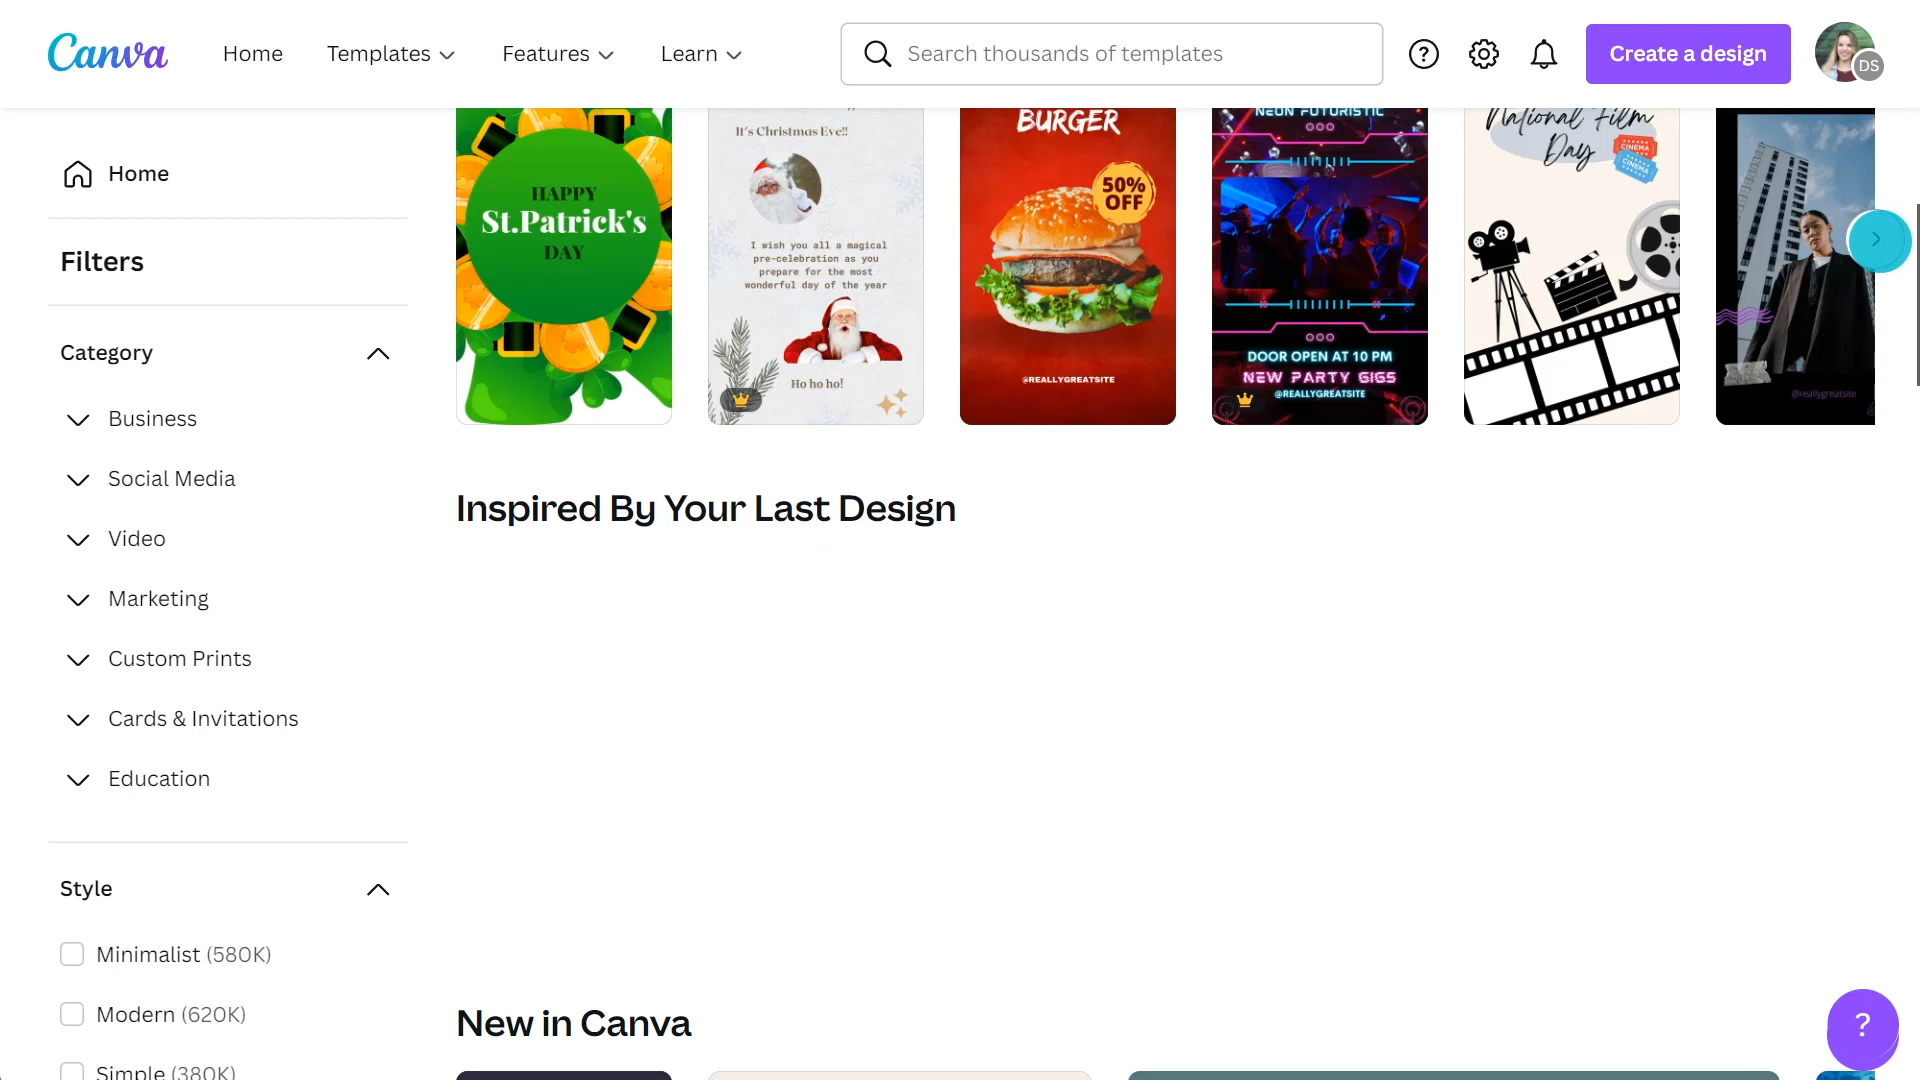 Canva
Home
Templates
Features
Learn
Search thousands of templates
Create a design
DS
Home
Filters
Category
Business
Social Media
Video
Marketing
Custom Prints
Cards & Invitations
Education
Style
Minimalist (580K)
Modern (620K)
Simple (380K)
HAPPY
St.Patrick's
DAY
It's Christmas Eve!!
I wish you all a magical
pre-celebration as you
prepare for the most
wonderful day of the year
Ho ho ho!
BURGER
50%
OFF
@REALLYGREATSITE
NEON FUTURISTIC
DOOR OPEN AT 10 PM
NEW PARTY GIGS
@REALLYGREATSITE
National Film
Day
CINEMA
CINEMA
@reallygreatsite
Inspired By Your Last Design
New in Canva
?